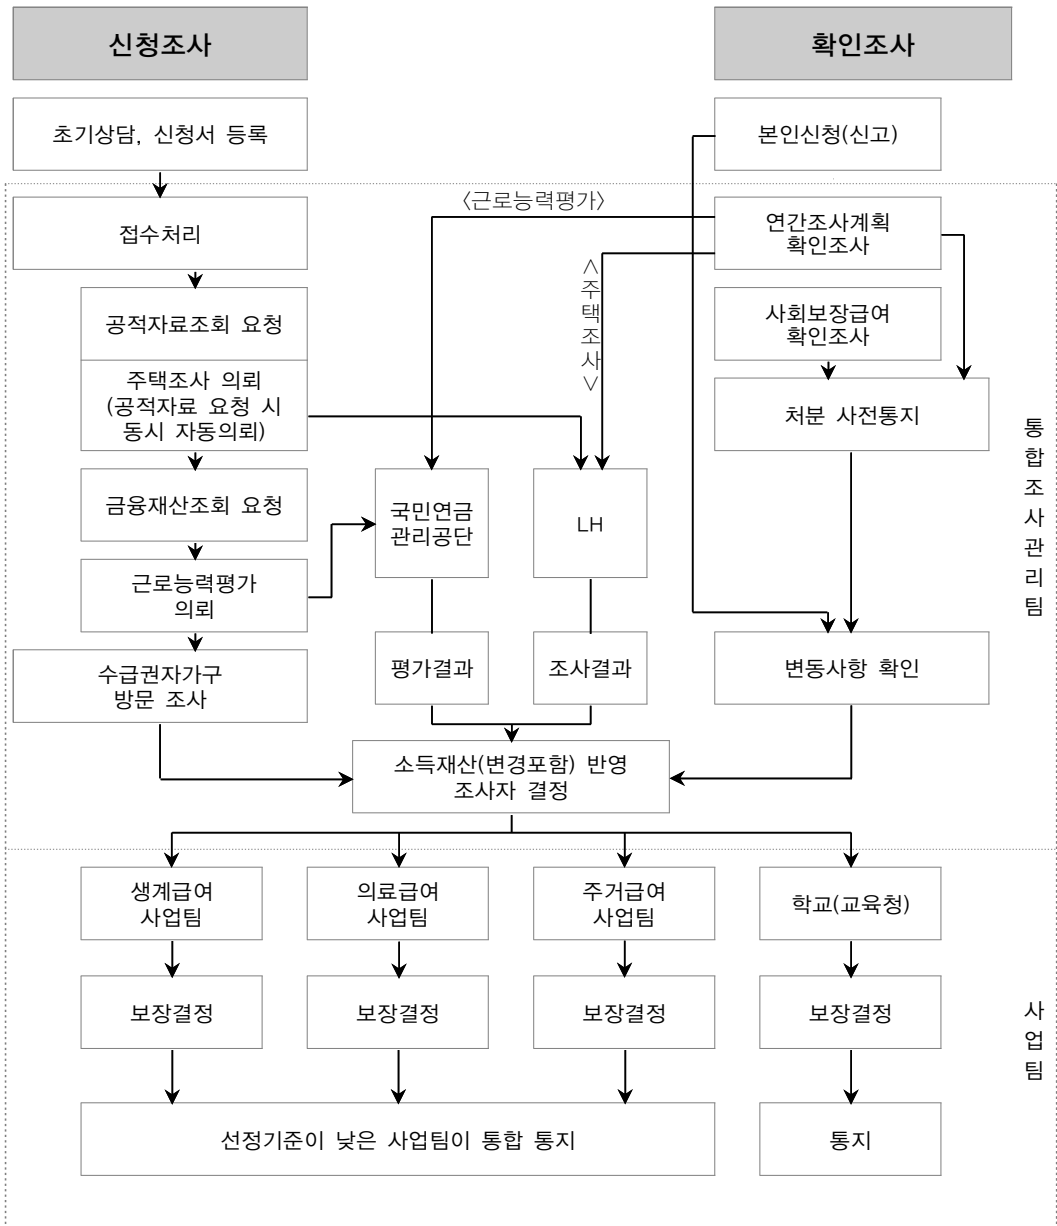 신청조사
확인조사
초기상담, 신청서 등록
본인신청(신고)
〈근로능력평가〉
접수처리
연간조사계획
확인조사
〈주택조사〉
공적자료조회 요청
사회보장급여
확인조사
주택조사 의뢰
(공적자료 요청 시
동시 자동의뢰)
처분 사전통지
통합조사관리팀
금융재산조회 요청
국민연금
관리공단
LH
근로능력평가
의뢰
평가결과
조사결과
변동사항 확인
수급권자가구
방문 조사
소득재산(변경포함) 반영
조사자 결정
생계급여
사업팀
의료급여
사업팀
주거급여
사업팀
학교(교육청)
보장결정
보장결정
보장결정
보장결정
사업팀
선정기준이 낮은 사업팀이 통합 통지
통지